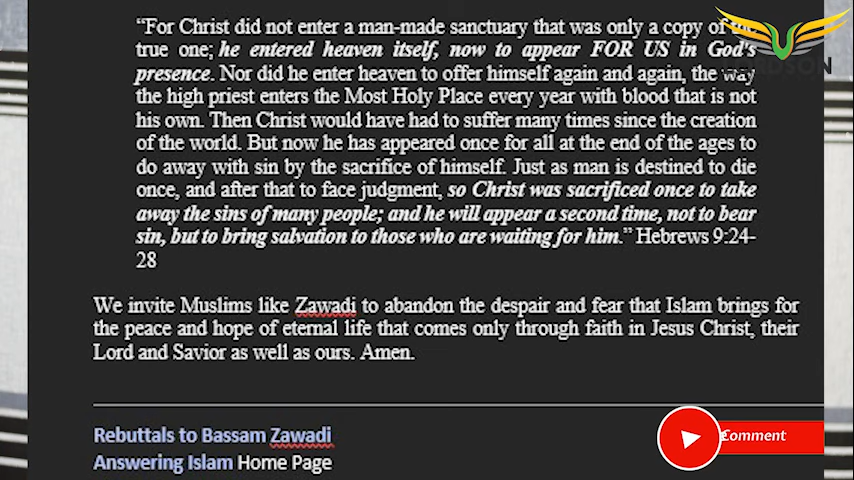 “For Christ did not enter a man-made sanctuary that was only a copy of the
true one; he entered heaven itself, now to appear FOR US in God's
presence. Nor did he enter heaven to offer himself again and again, the way
the high priest enters the Most Holy Place every year with blood that is not
his own. Then Christ would have had to suffer many times since the creation
of the world. But now he has appeared once for all at the end of the ages to
do away with sin by the sacrifice of himself. Just as man is destined to die
once, and after that to face judgment, so Christ was sacrificed once to take
away the sins of many people; and he will appear a second time, not to bear
sin, but to bring salvation to those who are waiting for him.” Hebrews 9:24-
28
We invite Muslims like Zawadi to abandon the despair and fear that Islam brings for
the peace and hope of eternal life that comes only through faith in Jesus Christ, their
Lord and Savior as well as ours. Amen.
Rebuttals to Bassam Zawadi
Answering Islam Home Page
Comment